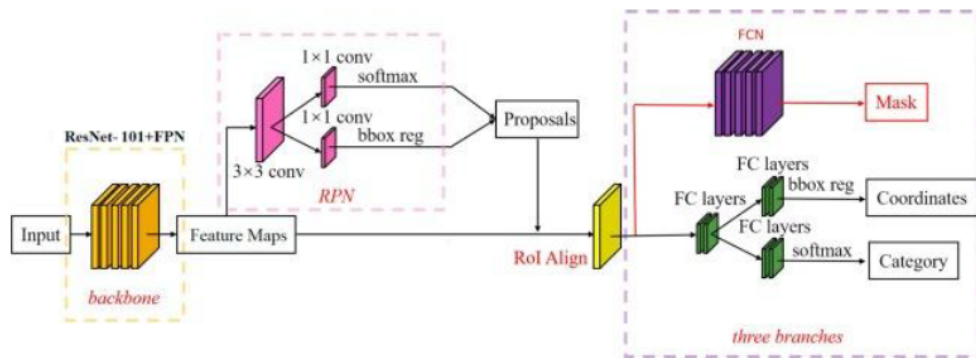 FCN
1×1 conv
softmax
Mask
1×1 conv
Proposals
ResNet-101+FPN
bbox reg
3×3 conv
RPN
FC layers
bbox reg
Coordinates
FC layers
Input
Feature Maps
FC layers
RoI Align
softmax
Category
backbone
three branches